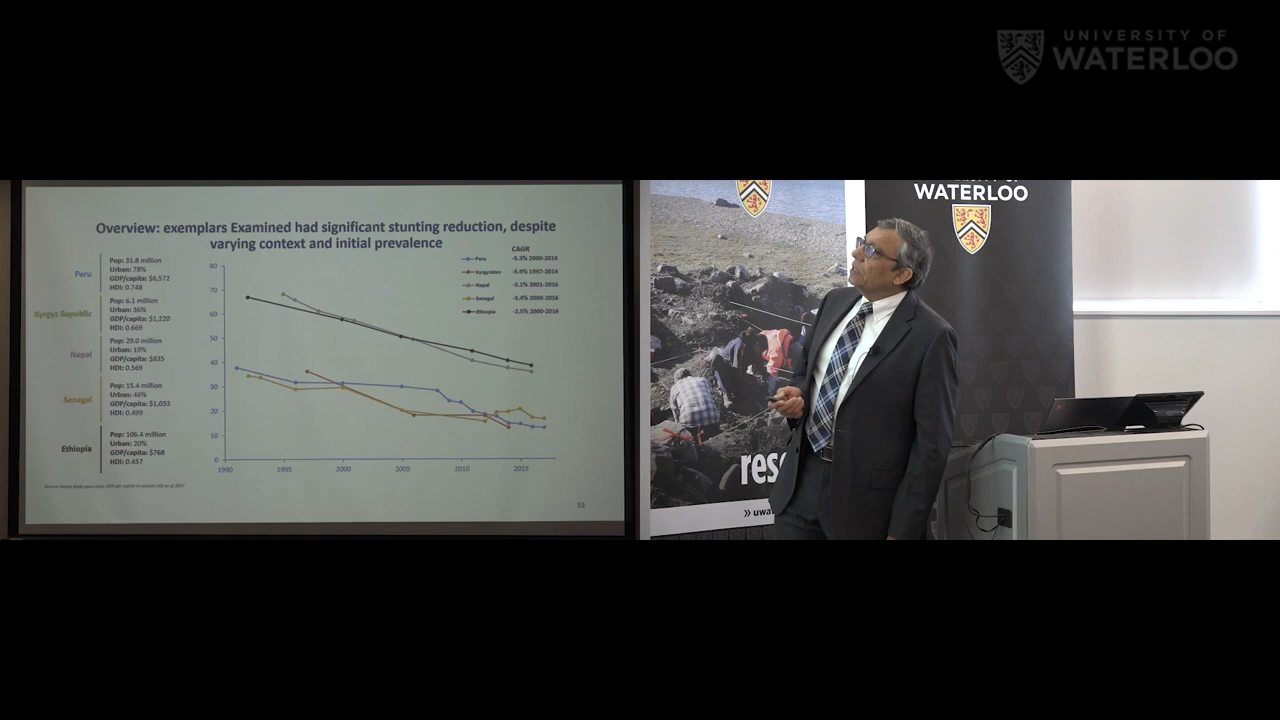 UNIVERSITY OF
WATERLOO
Overview: exemplars Examined had significant stunting reduction, despite
varying context and initial prevalence
Peru
Pop: 31.8 million
Urban: 78%
GDP/capita: $6,572
HDI: 0.748
Kyrgyz Republic
Pop: 6.1 million
Urban: 36%
GDP/capita: $1,220
HDI: 0.669
Nepal
Pop: 29.0 million
Urban: 19%
GDP/capita: $835
HDI: 0.569
Senegal
Pop: 15.4 million
Urban: 46%
GDP/capita: $1,033
HDI: 0.499
Ethiopia
Pop: 106.4 million
Urban: 20%
GDP/capita: $768
HDI: 0.457
CAGR
Peru -5.3% 2000-2016
Kyrgyzstan -5.9% 1997-2014
Nepal -3.1% 2001-2016
Senegal -3.4% 2000-2016
Ethiopia -2.5% 2000-2016
80
70
60
50
40
30
20
10
0
1990 1995 2000 2005 2010 2015
53
WATERLOO
res
» uwa